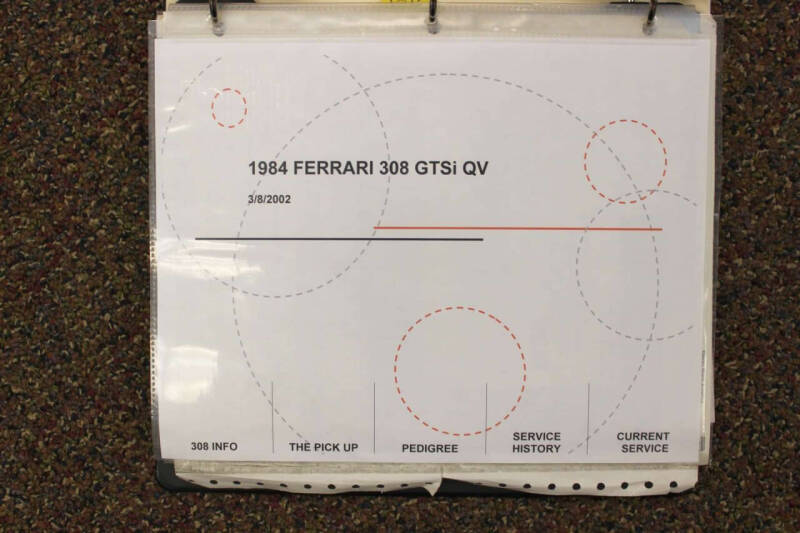 1984 FERRARI 308 GTSi QV
3/8/2002
308 INFO
THE PICK UP
PEDIGREE
SERVICE
HISTORY
CURRENT
SERVICE